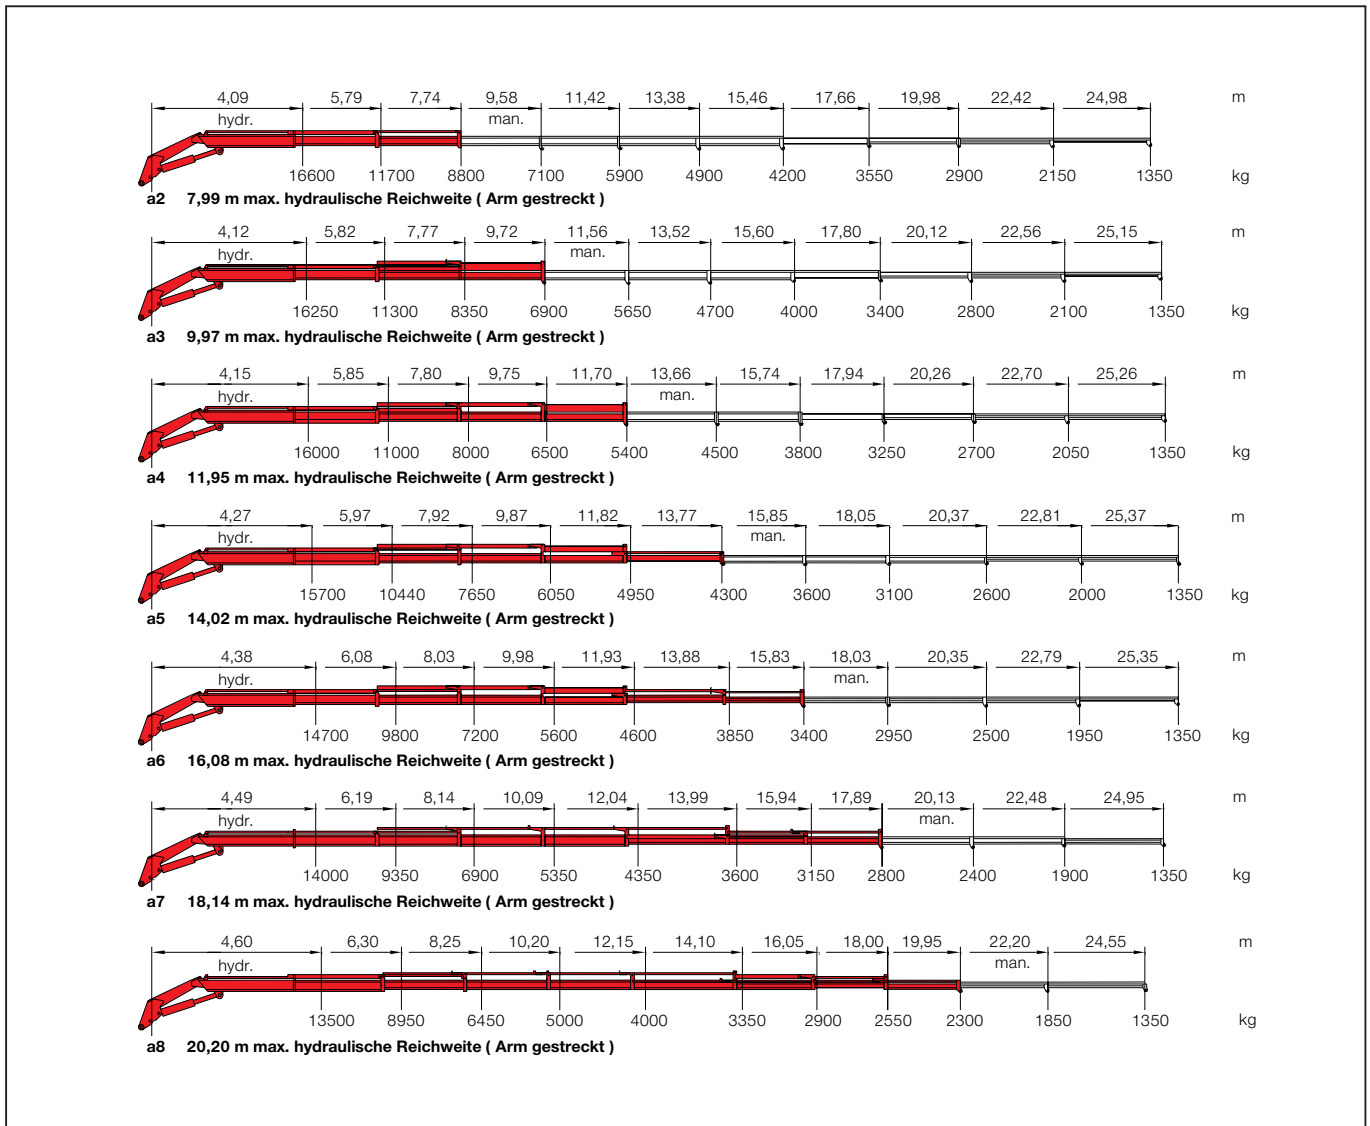 4,09 5,79 7,74 9,58 11,42 13,38 15,46 17,66 19,98 22,42 24,98 m
hydr. man.
16600 11700 8800 7100 5900 4900 4200 3550 2900 2150 1350 kg
a2 7,99 m max. hydraulische Reichweite ( Arm gestreckt )
4,12 5,82 7,77 9,72 11,56 13,52 15,60 17,80 20,12 22,56 25,15 m
hydr. man.
16250 11300 8350 6900 5650 4700 4000 3400 2800 2100 1350 kg
a3 9,97 m max. hydraulische Reichweite ( Arm gestreckt )
4,15 5,85 7,80 9,75 11,70 13,66 15,74 17,94 20,26 22,70 25,26 m
hydr. man.
16000 11000 8000 6500 5400 4500 3800 3250 2700 2050 1350 kg
a4 11,95 m max. hydraulische Reichweite ( Arm gestreckt )
4,27 5,97 7,92 9,87 11,82 13,77 15,85 18,05 20,37 22,81 25,37 m
hydr. man.
15700 10440 7650 6050 4950 4300 3600 3100 2600 2000 1350 kg
a5 14,02 m max. hydraulische Reichweite ( Arm gestreckt )
4,38 6,08 8,03 9,98 11,93 13,88 15,83 18,03 20,35 22,79 25,35 m
hydr. man.
14700 9800 7200 5600 4600 3850 3400 2950 2500 1950 1350 kg
a6 16,08 m max. hydraulische Reichweite ( Arm gestreckt )
4,49 6,19 8,14 10,09 12,04 13,99 15,94 17,89 20,13 22,48 24,95 m
hydr. man.
14000 9350 6900 5350 4350 3600 3150 2800 2400 1900 1350 kg
a7 18,14 m max. hydraulische Reichweite ( Arm gestreckt )
4,60 6,30 8,25 10,20 12,15 14,10 16,05 18,00 19,95 22,20 24,55 m
hydr. man.
13500 8950 6450 5000 4000 3350 2900 2550 2300 1850 1350 kg
a8 20,20 m max. hydraulische Reichweite ( Arm gestreckt )